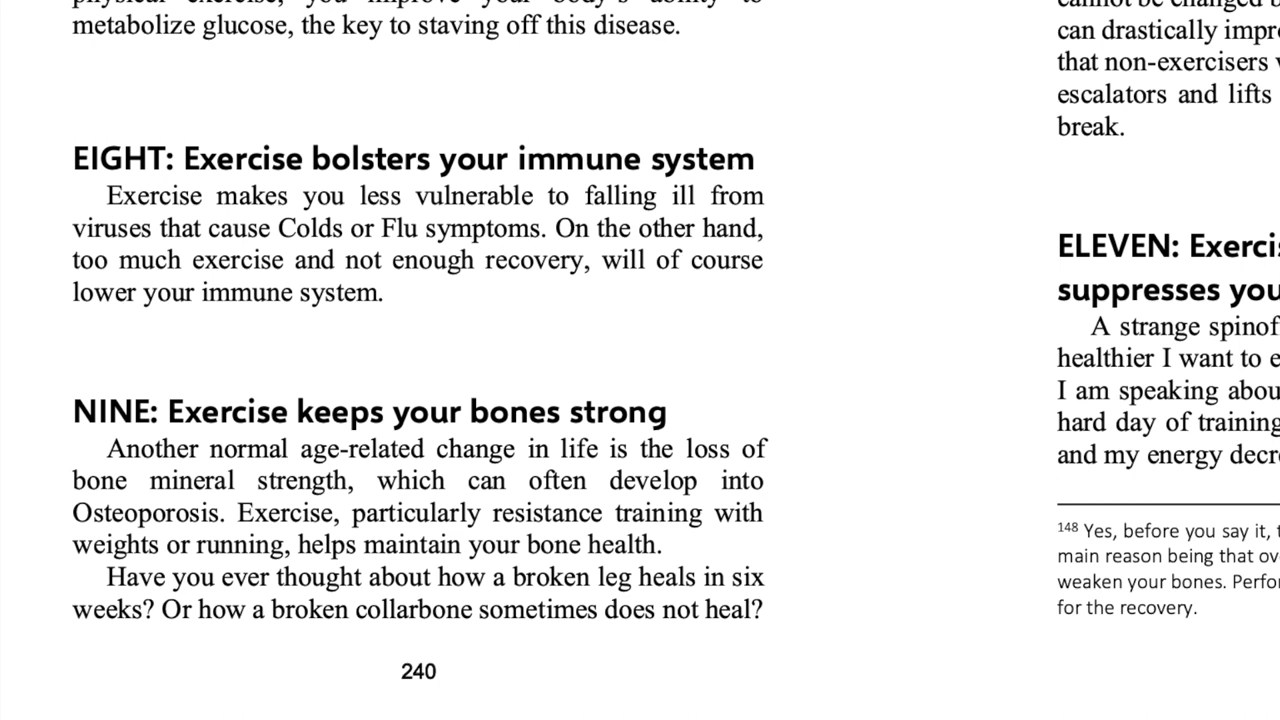 metabolize glucose, the key to staving off this disease.
EIGHT: Exercise bolsters your immune system
Exercise makes you less vulnerable to falling ill from
viruses that cause Colds or Flu symptoms. On the other hand,
too much exercise and not enough recovery, will of course
lower your immune system.
NINE: Exercise keeps your bones strong
Another normal age-related change in life is the loss of
bone mineral strength, which can often develop into
Osteoporosis. Exercise, particularly resistance training with
weights or running, helps maintain your bone health.
Have you ever thought about how a broken leg heals in six
weeks? Or how a broken collarbone sometimes does not heal?
240
can drastically
that non-exercisers
escalators and lifts
break.
ELEVEN:
suppresses
A strange
healthier I want to
I am speaking
hard day of training
and my energy
148 Yes, before you say it,
main reason being that
weaken your bones.
for the recovery.